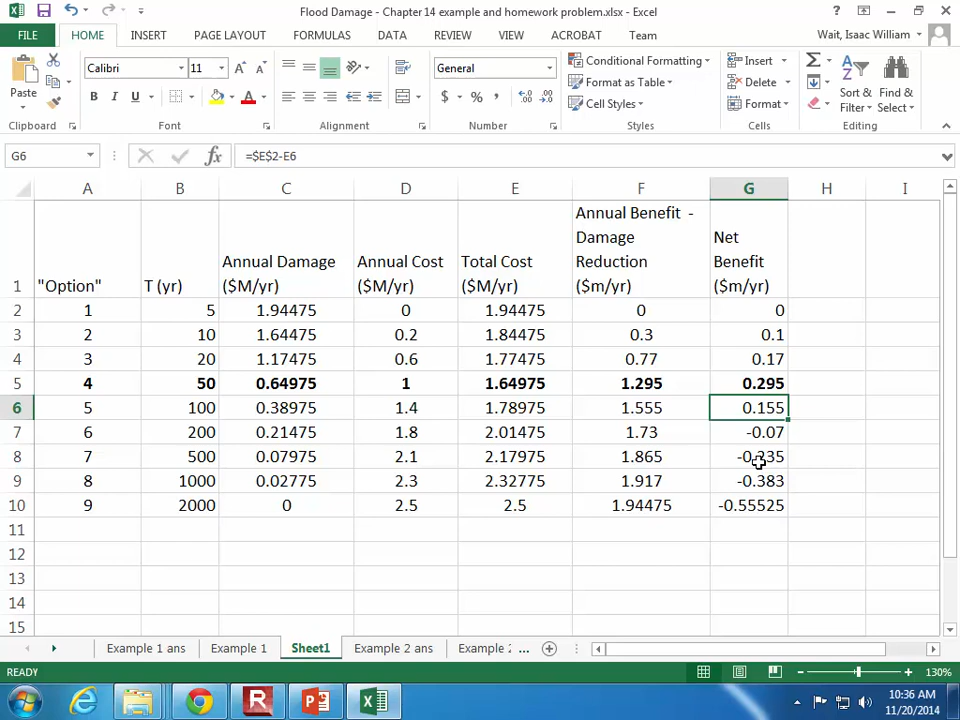 Flood Damage - Chapter 14 example and homework problem.xlsx - Excel
FILE HOME INSERT PAGE LAYOUT FORMULAS DATA REVIEW VIEW ACROBAT Team Wait, Isaac William
Paste Calibri 11 General Conditional Formatting Insert
B I U A $ % Format as Table Delete
Cell Styles Format Sort & Filter Find & Select
Clipboard Font Alignment Number Styles Cells Editing
G6 fx =$E$2-E6
A B C D E F G H I
1 "Option" T (yr) Annual Damage ($M/yr) Annual Cost ($M/yr) Total Cost ($M/yr) Annual Benefit - Damage Reduction ($m/yr) Net Benefit ($m/yr)
2 1 5 1.94475 0 1.94475 0 0
3 2 10 1.64475 0.2 1.84475 0.3 0.1
4 3 20 1.17475 0.6 1.77475 0.77 0.17
5 4 50 0.64975 1 1.64975 1.295 0.295
6 5 100 0.38975 1.4 1.78975 1.555 0.155
7 6 200 0.21475 1.8 2.01475 1.73 -0.07
8 7 500 0.07975 2.1 2.17975 1.865 -0.235
9 8 1000 0.02775 2.3 2.32775 1.917 -0.383
10 9 2000 0 2.5 2.5 1.94475 -0.55525
11
12
13
14
15
Example 1 ans Example 1 Sheet1 Example 2 ans Example 2 ...
READY 130%
10:36 AM
11/20/2014